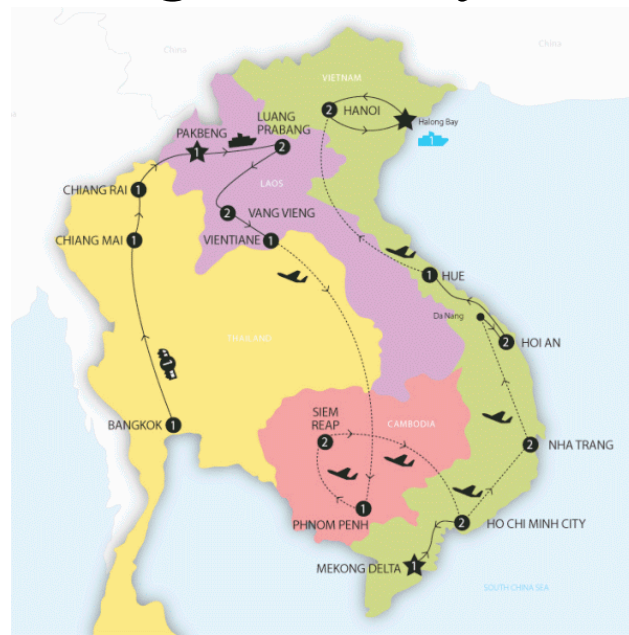 China
China
VIETNAM
2 HANOI
Halong Bay
1
LUANG
PRABANG
2
PAKBENG
1
LAOS
CHIANG RAI 1
2 VANG VIENG
CHIANG MAI 1
VIENTIANE 1
1 HUE
Da Nang
THAILAND
2 HOI AN
SIEM
REAP
2
CAMBODIA
BANGKOK 1
2 NHA TRANG
1
PHNOM PENH
2 HO CHI MINH CITY
MEKONG DELTA 1
SOUTH CHINA SEA